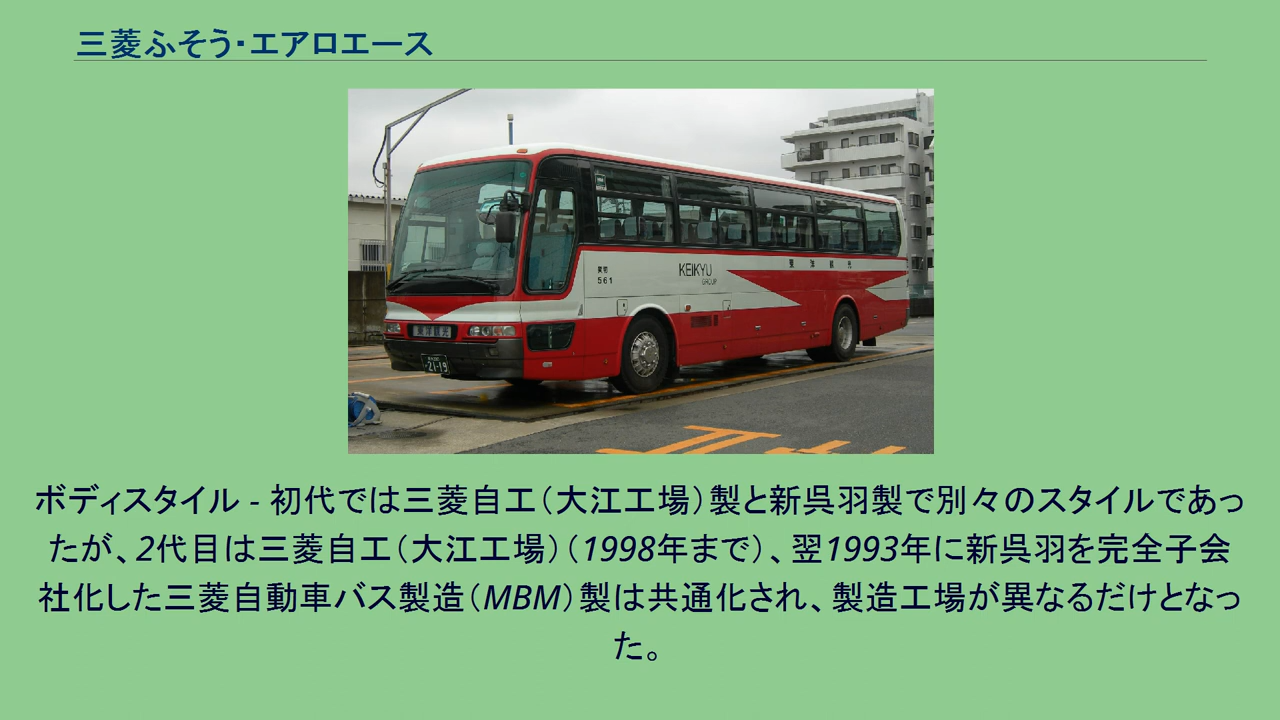 三菱ふそう・エアロエース
KEIKYU
GROUP
561
東洋観光
2119
ボディスタイル - 初代では三菱自工（大江工場）製と新呉羽製で別々のスタイルであっ
たが、2代目は三菱自工（大江工場）（1998年まで）、翌1993年に新呉羽を完全子会
社化した三菱自動車バス製造（MBM）製は共通化され、製造工場が異なるだけとなっ
た。